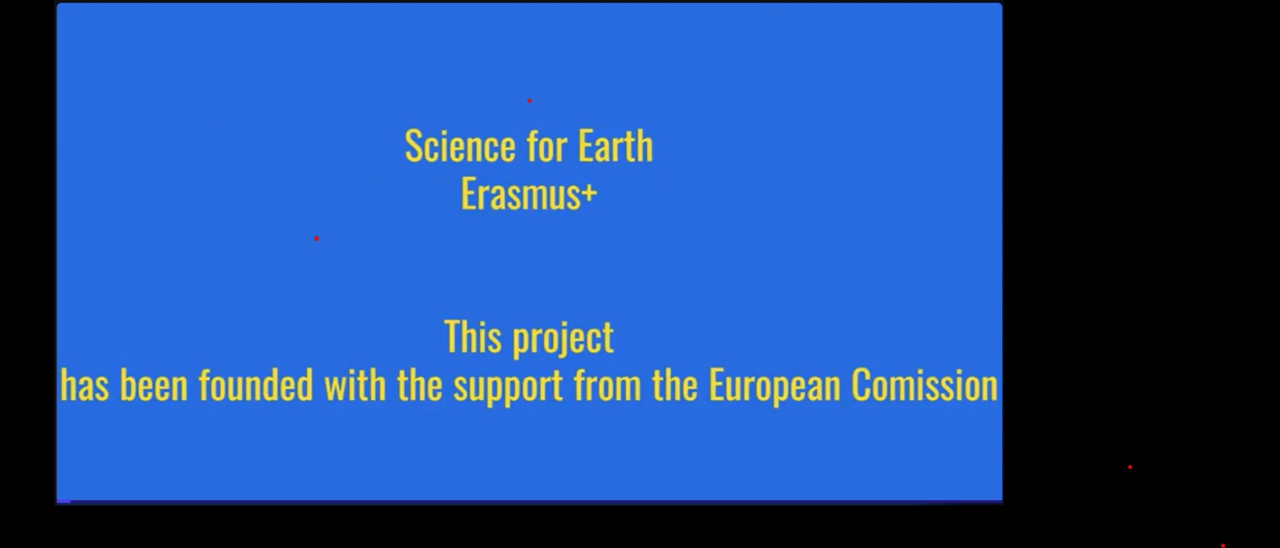 Science for Earth
Erasmus+
This project
has been founded with the support from the European Comission